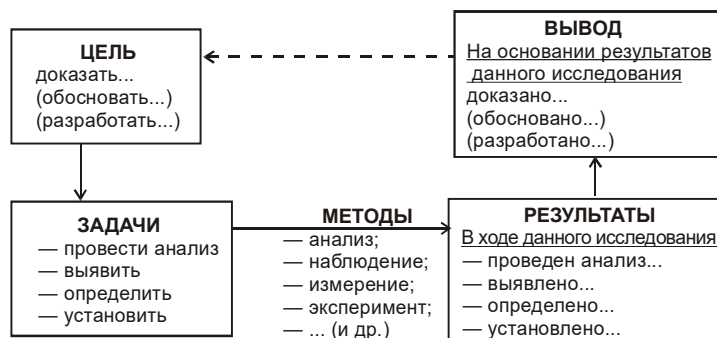 ЦЕЛЬ
доказать...
(обосновать...)
(разработать...)
ВЫВОД
На основании результатов
данного исследования
доказано...
(обосновано...)
(разработано...)
ЗАДАЧИ
— провести анализ
— выявить
— определить
— установить
МЕТОДЫ
— анализ;
— наблюдение;
— измерение;
— эксперимент;
— ... (и др.)
РЕЗУЛЬТАТЫ
В ходе данного исследования
— проведен анализ...
— выявлено...
— определено...
— установлено...